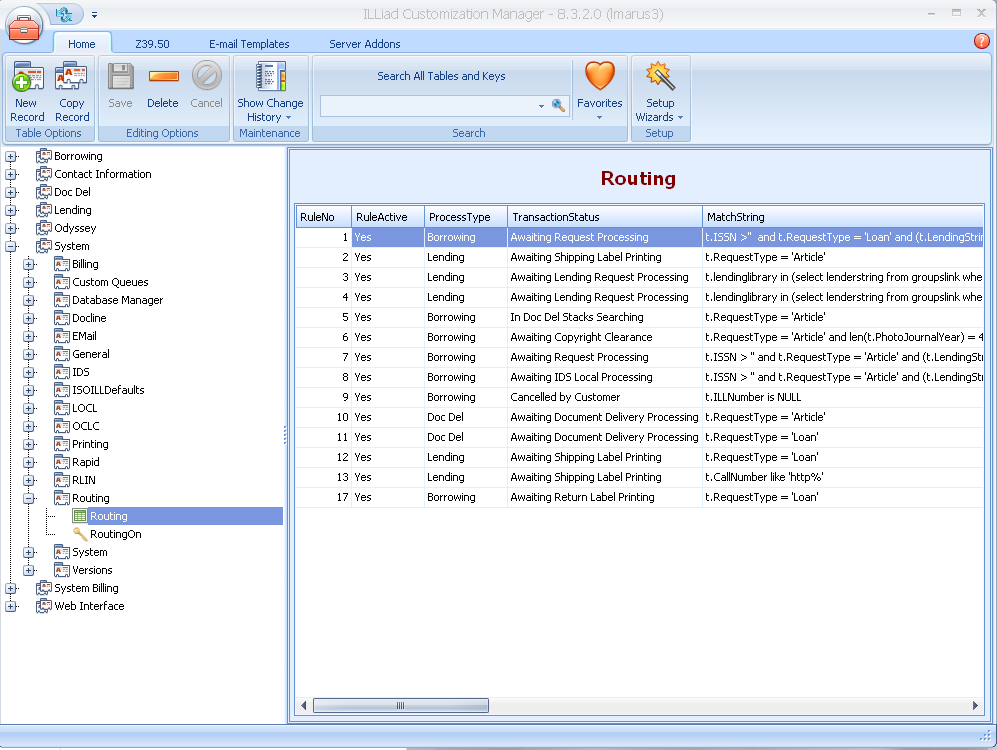 ILLiad Customization Manager - 8.3.2.0 (lmarus3)
Home Z39.50 E-mail Templates Server Addons
New Record Copy Record Save Delete Cancel Show Change History Search All Tables and Keys Favorites Setup Wizards
Table Options Editing Options Maintenance Search Setup
Borrowing
Contact Information
Doc Del
Lending
Odyssey
System
Billing
Custom Queues
Database Manager
Docline
EMail
General
IDS
ISOILLDefaults
LOCL
OCLC
Printing
Rapid
RLIN
Routing
Routing
RoutingOn
System
Versions
System Billing
Web Interface
Routing
RuleNo RuleActive ProcessType TransactionStatus MatchString
1 Yes Borrowing Awaiting Request Processing t.ISSN >'' and t.RequestType = 'Loan' and (t.LendingStrin
2 Yes Lending Awaiting Shipping Label Printing t.RequestType = 'Article'
3 Yes Lending Awaiting Lending Request Processing t.lendinglibrary in (select lenderstring from groupslink whe
4 Yes Lending Awaiting Lending Request Processing t.lendinglibrary in (select lenderstring from groupslink whe
5 Yes Borrowing In Doc Del Stacks Searching t.RequestType = 'Article'
6 Yes Borrowing Awaiting Copyright Clearance t.RequestType = 'Article' and len(t.PhotoJournalYear) = 4
7 Yes Borrowing Awaiting Request Processing t.ISSN > '' and t.RequestType = 'Article' and (t.LendingStr
8 Yes Borrowing Awaiting IDS Local Processing t.ISSN > '' and t.RequestType = 'Article' and (t.LendingStr
9 Yes Borrowing Cancelled by Customer t.ILLNumber is NULL
10 Yes Doc Del Awaiting Document Delivery Processing t.RequestType = 'Article'
11 Yes Doc Del Awaiting Document Delivery Processing t.RequestType = 'Loan'
12 Yes Lending Awaiting Shipping Label Printing t.RequestType = 'Loan'
13 Yes Lending Awaiting Shipping Label Printing t.CallNumber like 'http%'
17 Yes Borrowing Awaiting Return Label Printing t.RequestType = 'Loan'